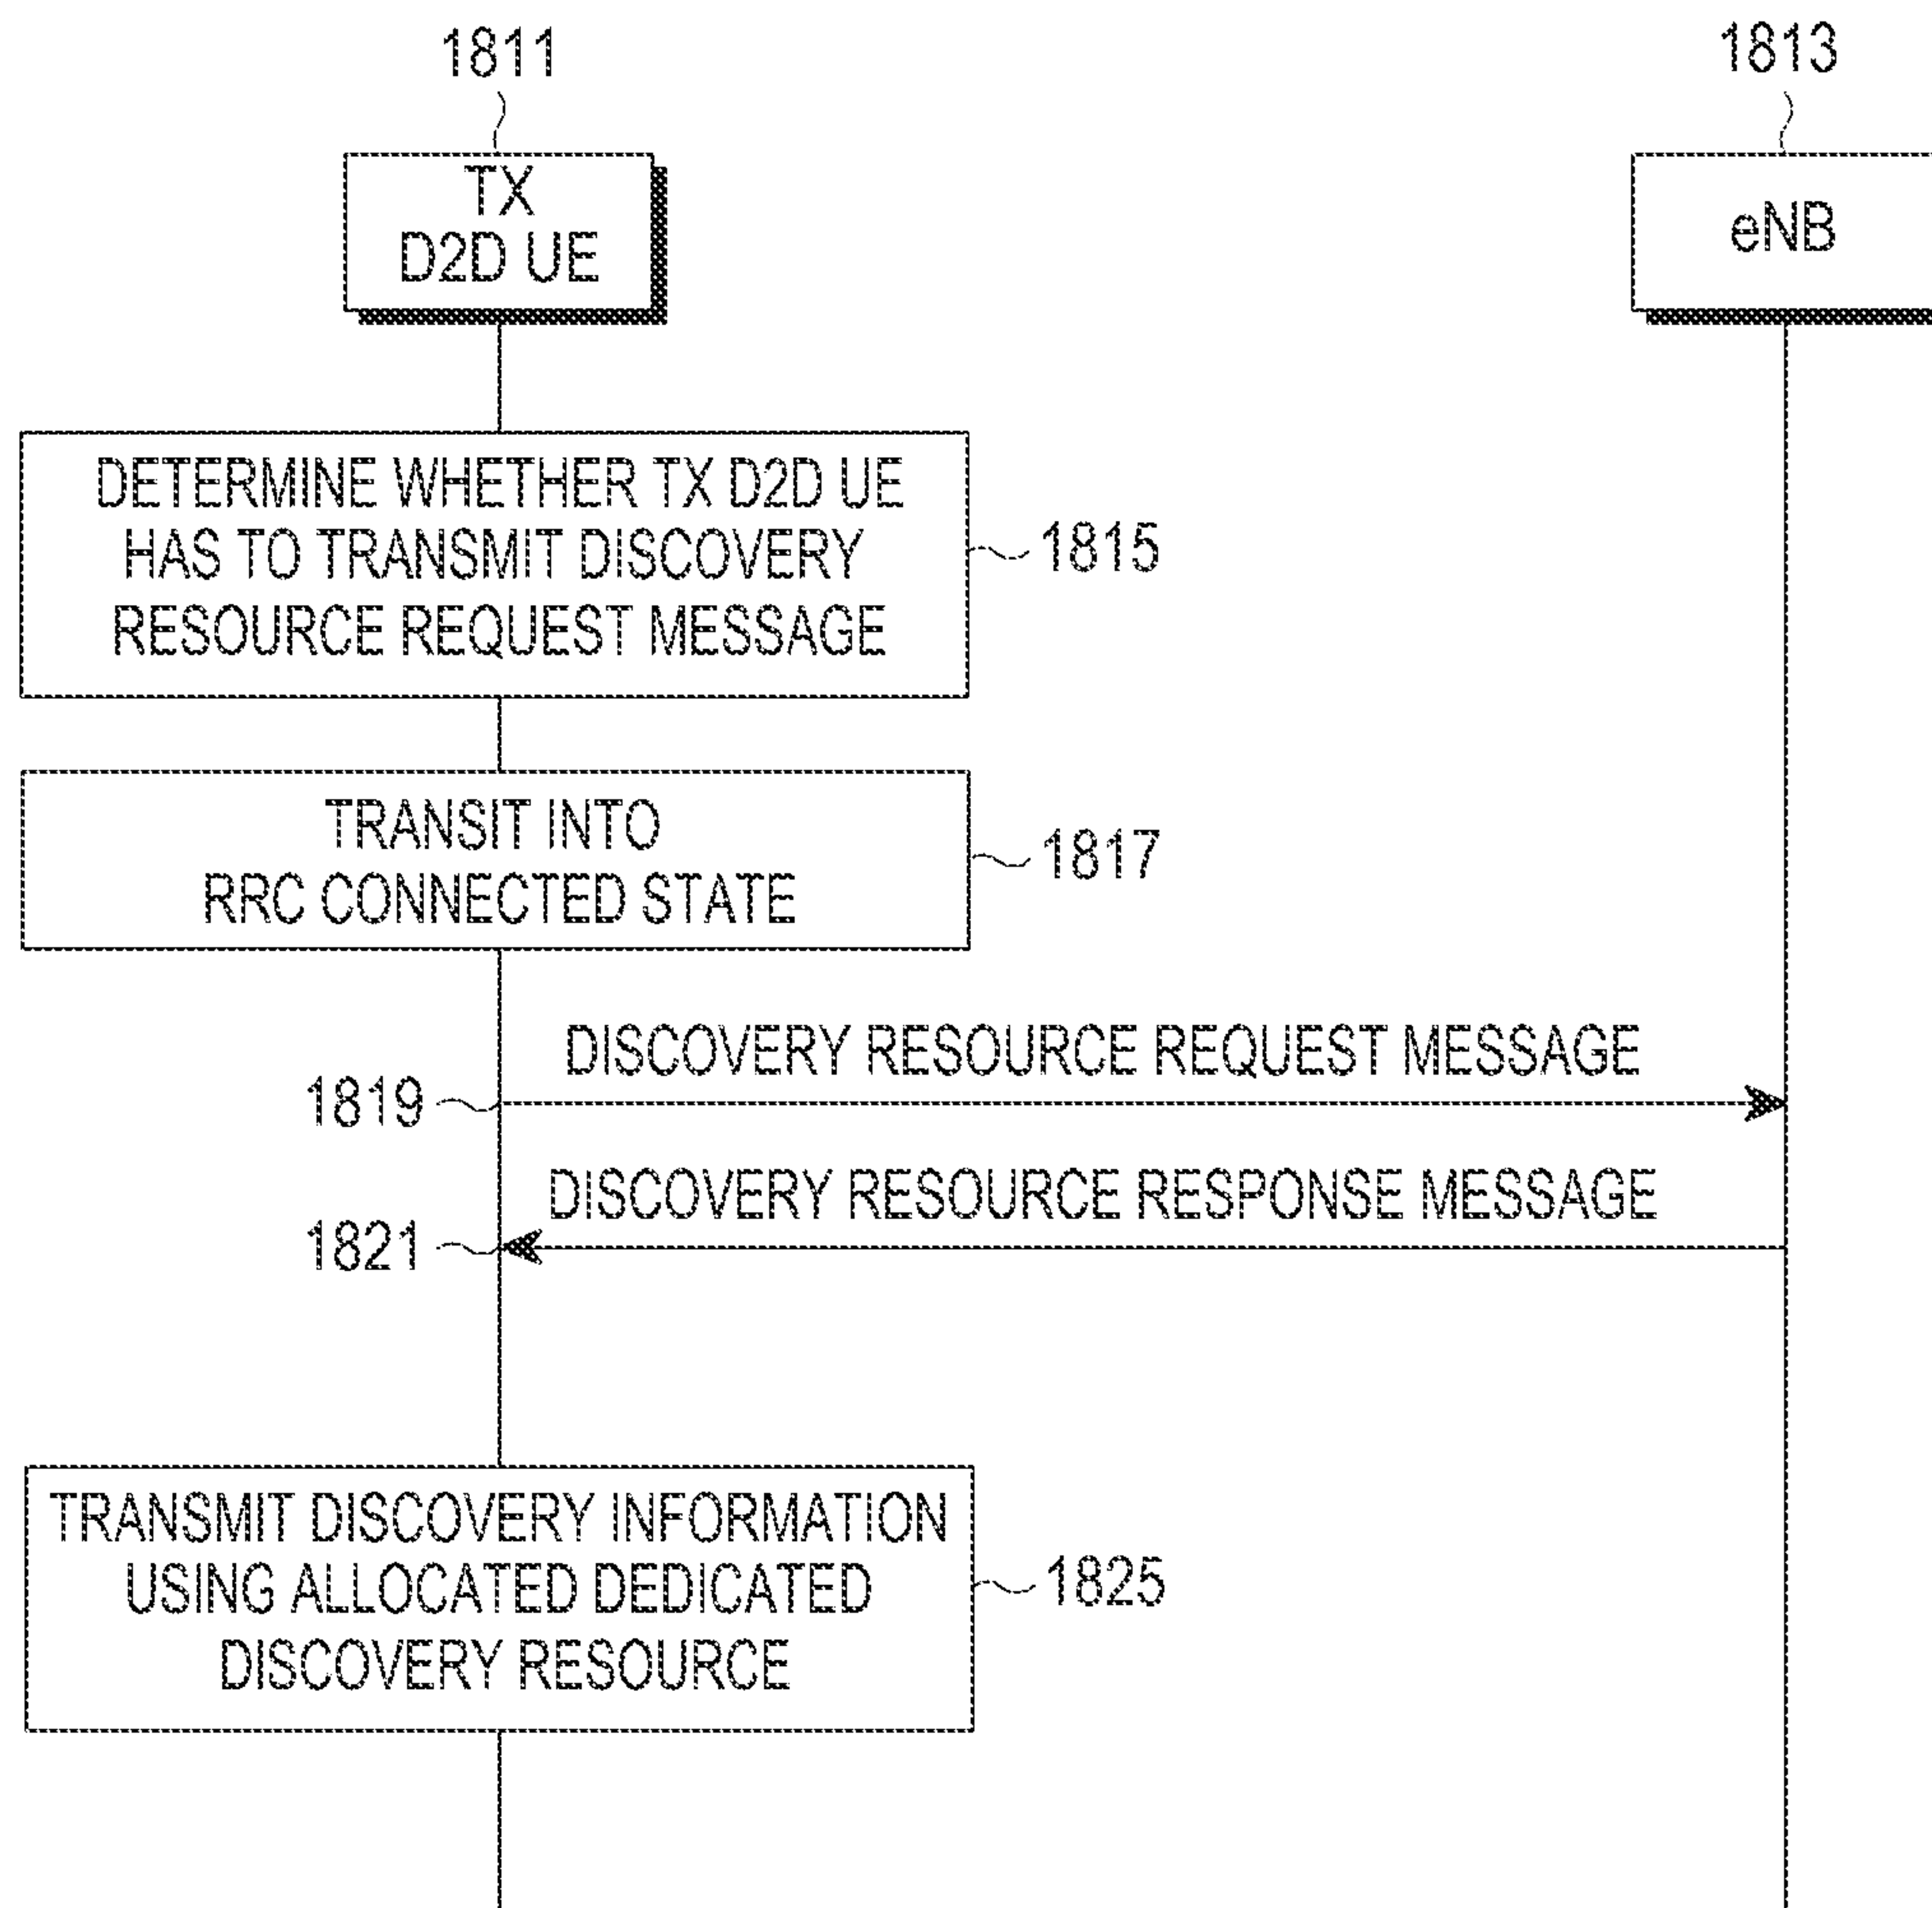 1811
1813
TX
D2D UE
eNB
DETERMINE WHETHER TX D2D UE
HAS TO TRANSMIT DISCOVERY
RESOURCE REQUEST MESSAGE
1815
TRANSIT INTO
RRC CONNECTED STATE
1817
DISCOVERY RESOURCE REQUEST MESSAGE
1819
DISCOVERY RESOURCE RESPONSE MESSAGE
1821
TRANSMIT DISCOVERY INFORMATION
USING ALLOCATED DEDICATED
DISCOVERY RESOURCE
1825